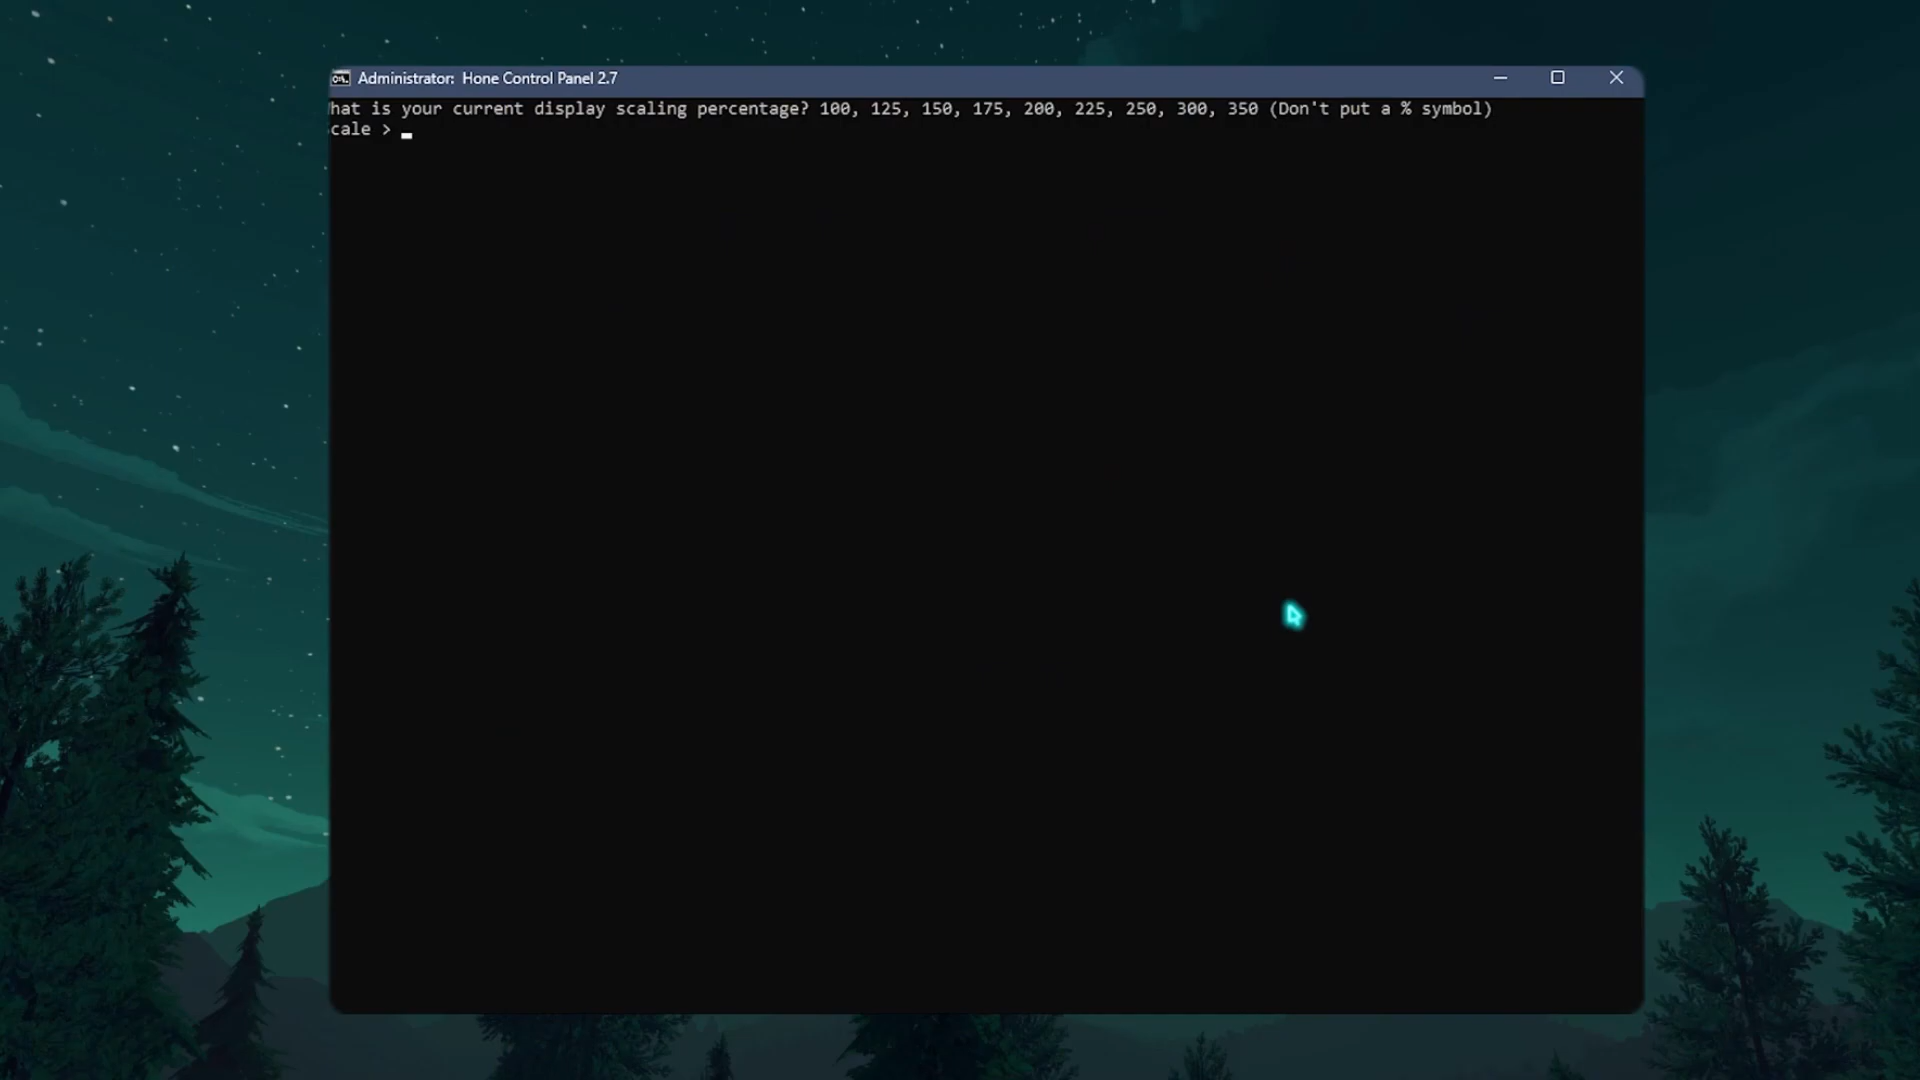 Administrator: Hone Control Panel 2.7
hat is your current display scaling percentage? 100, 125, 150, 175, 200, 225, 250, 300, 350 (Don't put a % symbol)
cale >